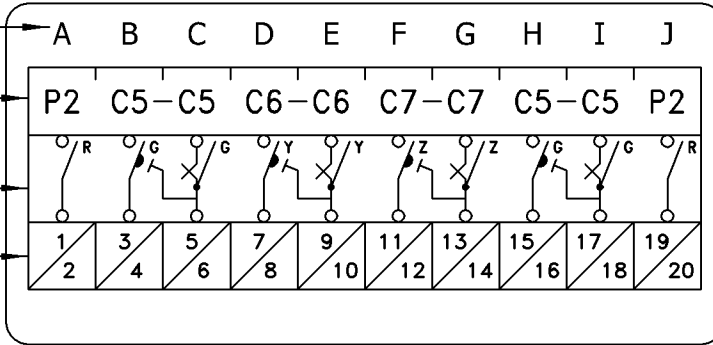 A B C D E F G H I J
P2 C5-C5 C6-C6 C7-C7 C5-C5 P2
R G G Y Y Z Z G G R
1 3 5 7 9 11 13 15 17 19
2 4 6 8 10 12 14 16 18 20